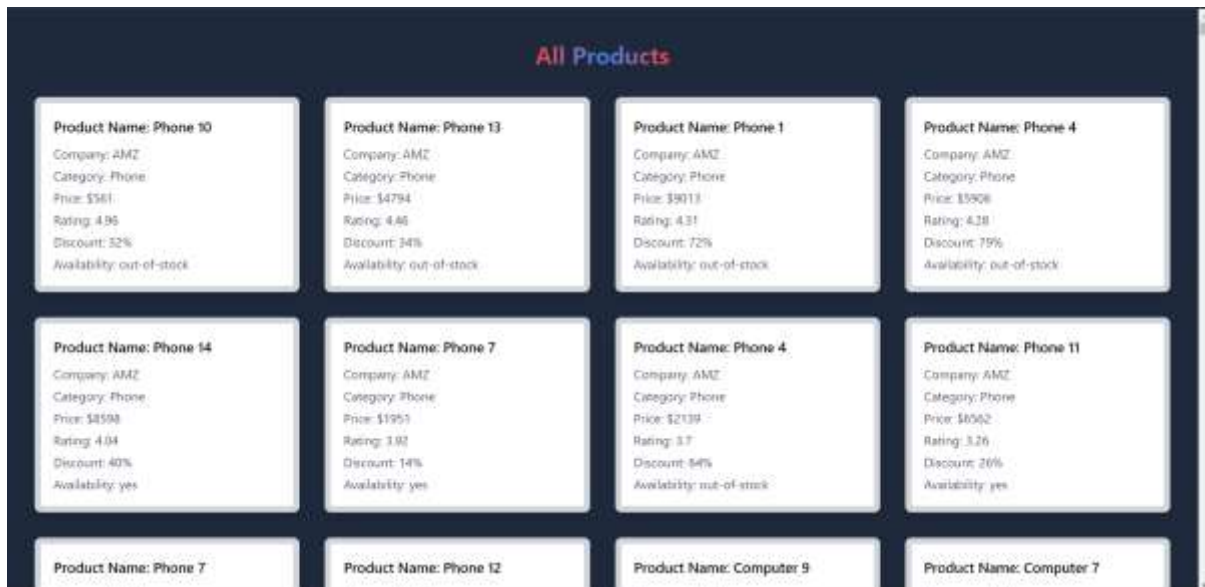 All Products
Product Name: Phone 10
Company: AMZ
Category: Phone
Price: $561
Rating: 4.96
Discount: 32%
Availability: out-of-stock
Product Name: Phone 13
Company: AMZ
Category: Phone
Price: $4794
Rating: 4.46
Discount: 34%
Availability: out-of-stock
Product Name: Phone 1
Company: AMZ
Category: Phone
Price: $9013
Rating: 4.31
Discount: 72%
Availability: out-of-stock
Product Name: Phone 4
Company: AMZ
Category: Phone
Price: $5906
Rating: 4.28
Discount: 79%
Availability: out-of-stock
Product Name: Phone 14
Company: AMZ
Category: Phone
Price: $8598
Rating: 4.04
Discount: 40%
Availability: yes
Product Name: Phone 7
Company: AMZ
Category: Phone
Price: $1951
Rating: 3.92
Discount: 14%
Availability: yes
Product Name: Phone 4
Company: AMZ
Category: Phone
Price: $2139
Rating: 3.7
Discount: 64%
Availability: out-of-stock
Product Name: Phone 11
Company: AMZ
Category: Phone
Price: $6562
Rating: 3.26
Discount: 26%
Availability: yes
Product Name: Phone 7
Product Name: Phone 12
Product Name: Computer 9
Product Name: Computer 7